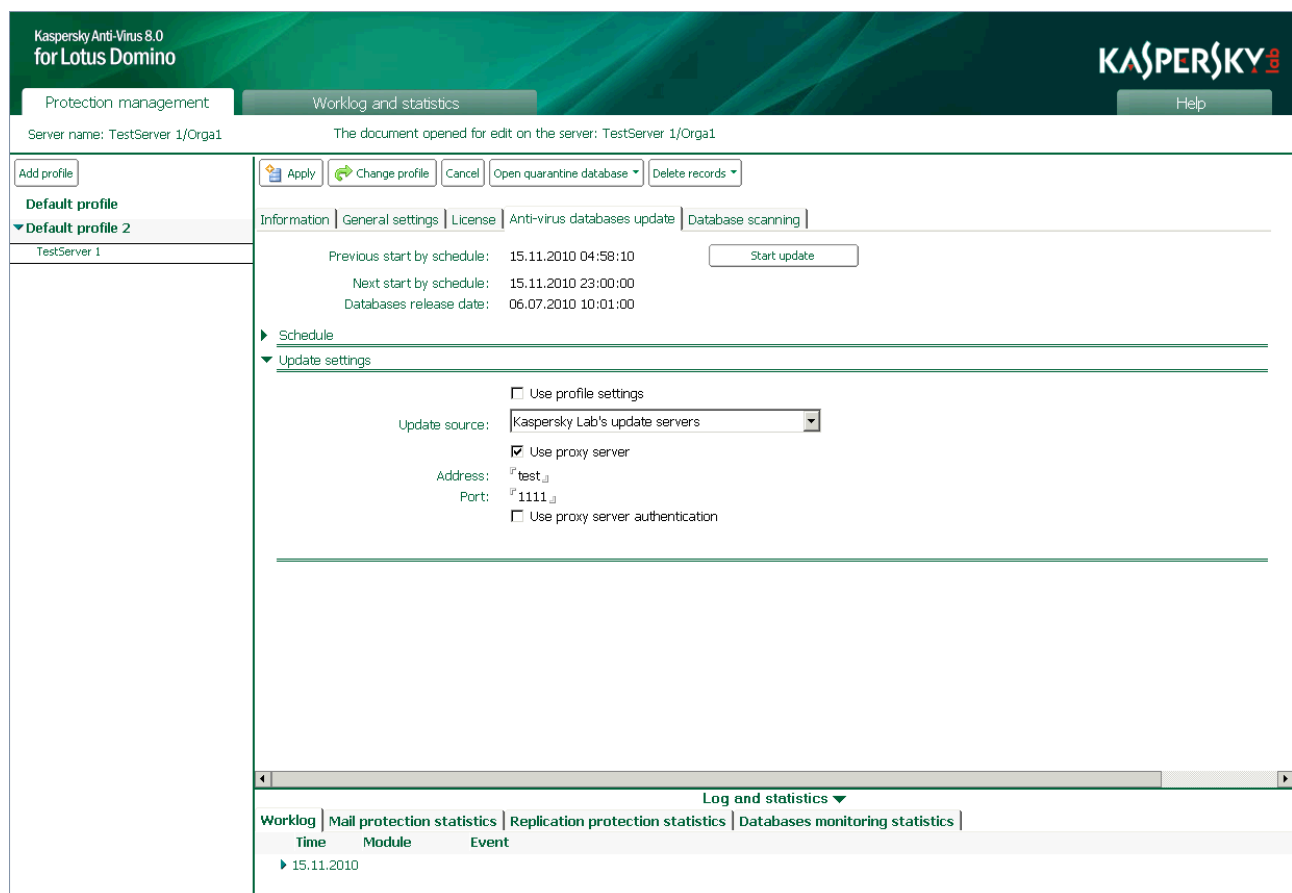 Kaspersky Anti-Virus 8.0
for Lotus Domino
KASPERSKY lab
Protection management
Worklog and statistics
Help
Server name: TestServer 1/Orga1
The document opened for edit on the server: TestServer 1/Orga1
Add profile
Apply
Change profile
Cancel
Open quarantine database
Delete records
Default profile
Default profile 2
TestServer 1
Information
General settings
License
Anti-virus databases update
Database scanning
Previous start by schedule: 15.11.2010 04:58:10
Start update
Next start by schedule: 15.11.2010 23:00:00
Databases release date: 06.07.2010 10:01:00
Schedule
Update settings
Use profile settings
Update source: Kaspersky Lab's update servers
Use proxy server
Address: test
Port: 1111
Use proxy server authentication
Log and statistics
Worklog
Mail protection statistics
Replication protection statistics
Databases monitoring statistics
Time Module Event
15.11.2010